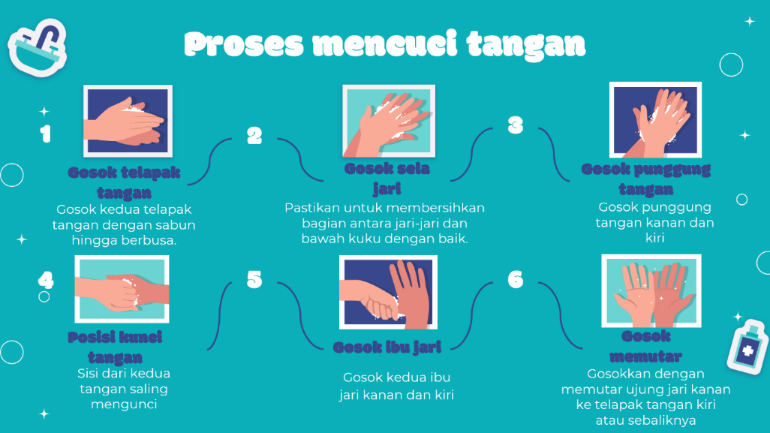 Proses mencuci tangan
1
Gosok telapak
tangan
Gosok kedua telapak
tangan dengan sabun
hingga berbusa.
2
Gosok sela
jari
Pastikan untuk membersihkan
bagian antara jari-jari dan
bawah kuku dengan baik.
3
Gosok punggung
tangan
Gosok punggung
tangan kanan dan
kiri
4
Posisi kunci
tangan
Sisi dari kedua
tangan saling
mengunci
5
Gosok ibu jari
Gosok kedua ibu
jari kanan dan kiri
6
Gosok
memutar
Gosokkan dengan
memutar ujung jari kanan
ke telapak tangan kiri
atau sebaliknya